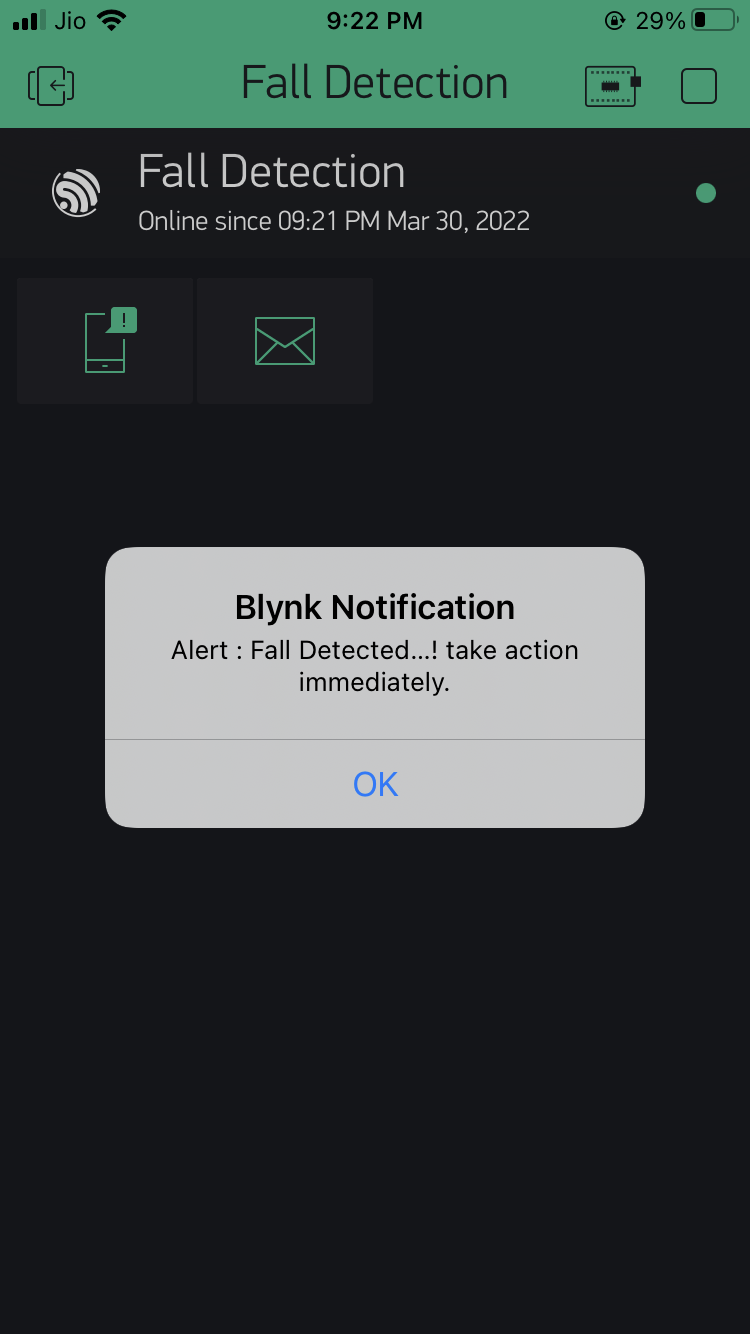 Jio 9:22 PM 29%
Fall Detection
Fall Detection
Online since 09:21 PM Mar 30, 2022
!
Blynk Notification
Alert : Fall Detected...! take action
immediately.
OK